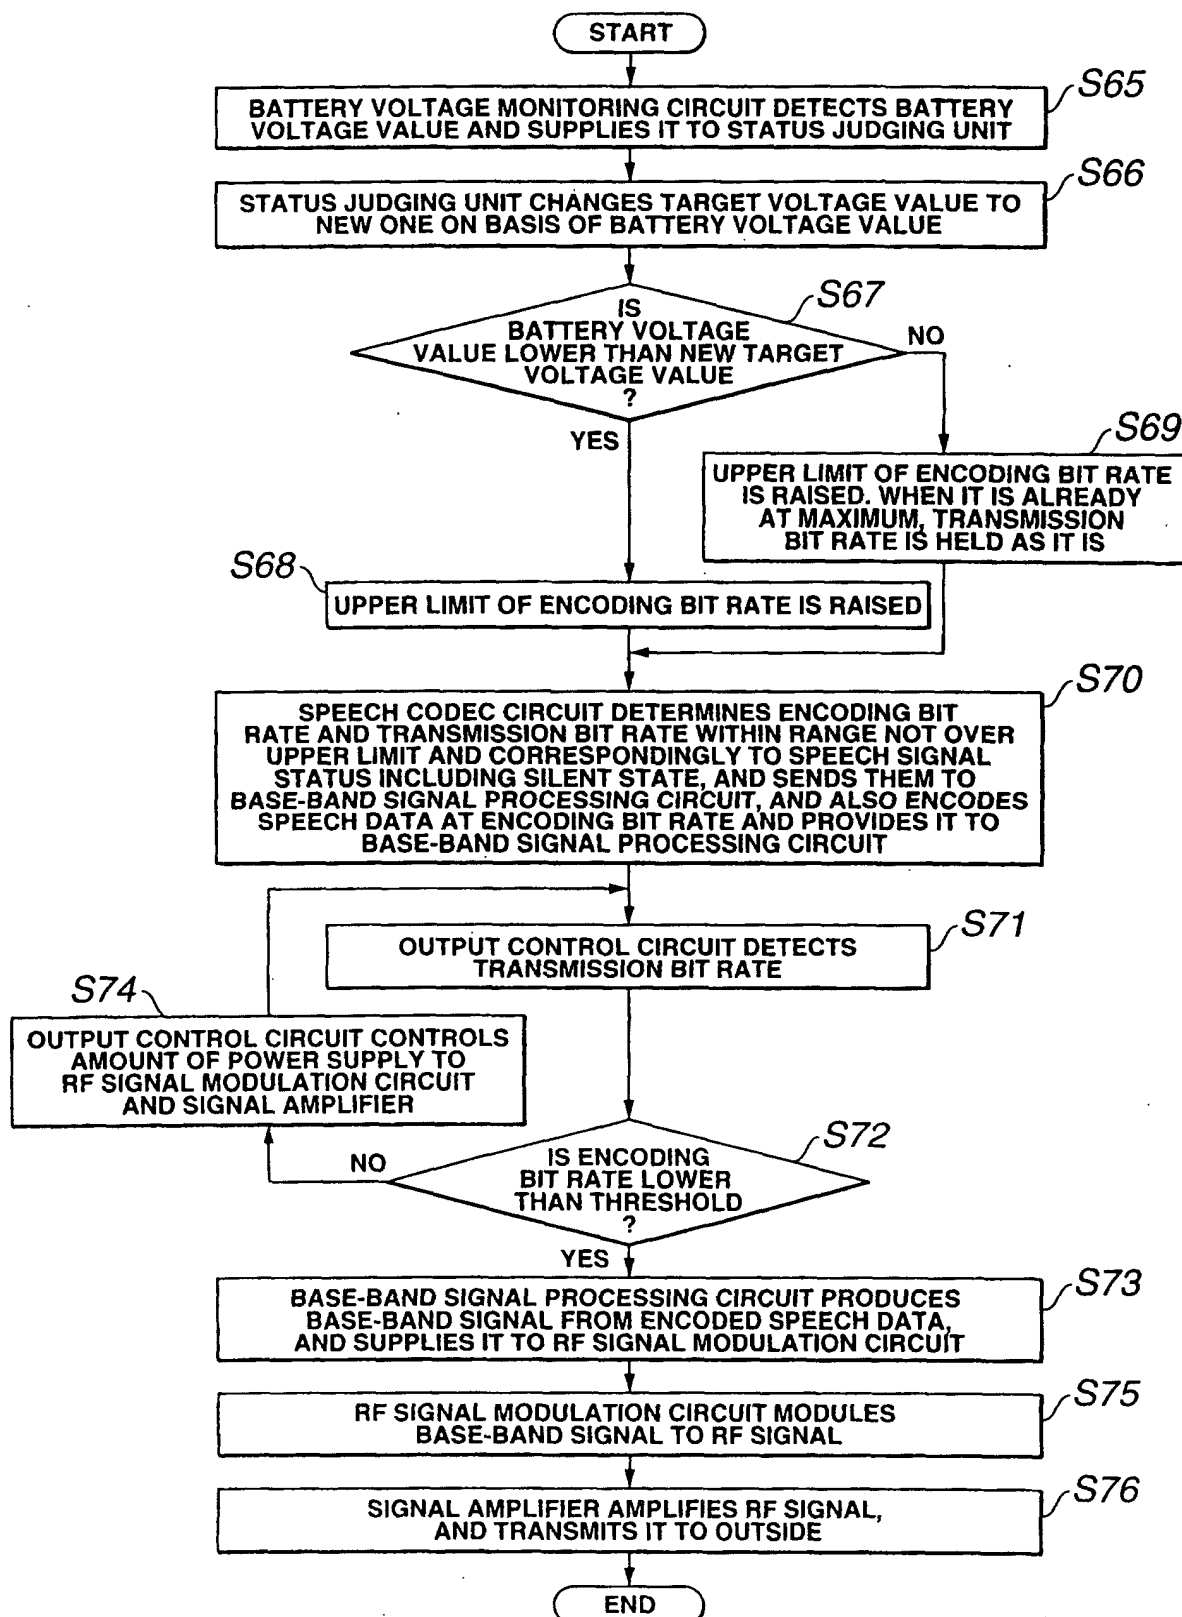 START
S65
BATTERY VOLTAGE MONITORING CIRCUIT DETECTS BATTERY
VOLTAGE VALUE AND SUPPLIES IT TO STATUS JUDGING UNIT
S66
STATUS JUDGING UNIT CHANGES TARGET VOLTAGE VALUE TO
NEW ONE ON BASIS OF BATTERY VOLTAGE VALUE
S67
IS
BATTERY VOLTAGE
VALUE LOWER THAN NEW TARGET
VOLTAGE VALUE
?
NO
YES
S69
UPPER LIMIT OF ENCODING BIT RATE
IS RAISED. WHEN IT IS ALREADY
AT MAXIMUM, TRANSMISSION
BIT RATE IS HELD AS IT IS
S68
UPPER LIMIT OF ENCODING BIT RATE IS RAISED
S70
SPEECH CODEC CIRCUIT DETERMINES ENCODING BIT
RATE AND TRANSMISSION BIT RATE WITHIN RANGE NOT OVER
UPPER LIMIT AND CORRESPONDINGLY TO SPEECH SIGNAL
STATUS INCLUDING SILENT STATE, AND SENDS THEM TO
BASE-BAND SIGNAL PROCESSING CIRCUIT, AND ALSO ENCODES
SPEECH DATA AT ENCODING BIT RATE AND PROVIDES IT TO
BASE-BAND SIGNAL PROCESSING CIRCUIT
S71
OUTPUT CONTROL CIRCUIT DETECTS
TRANSMISSION BIT RATE
S74
OUTPUT CONTROL CIRCUIT CONTROLS
AMOUNT OF POWER SUPPLY TO
RF SIGNAL MODULATION CIRCUIT
AND SIGNAL AMPLIFIER
S72
IS ENCODING
BIT RATE LOWER
THAN THRESHOLD
?
NO
YES
S73
BASE-BAND SIGNAL PROCESSING CIRCUIT PRODUCES
BASE-BAND SIGNAL FROM ENCODED SPEECH DATA,
AND SUPPLIES IT TO RF SIGNAL MODULATION CIRCUIT
S75
RF SIGNAL MODULATION CIRCUIT MODULES
BASE-BAND SIGNAL TO RF SIGNAL
S76
SIGNAL AMPLIFIER AMPLIFIES RF SIGNAL,
AND TRANSMITS IT TO OUTSIDE
END